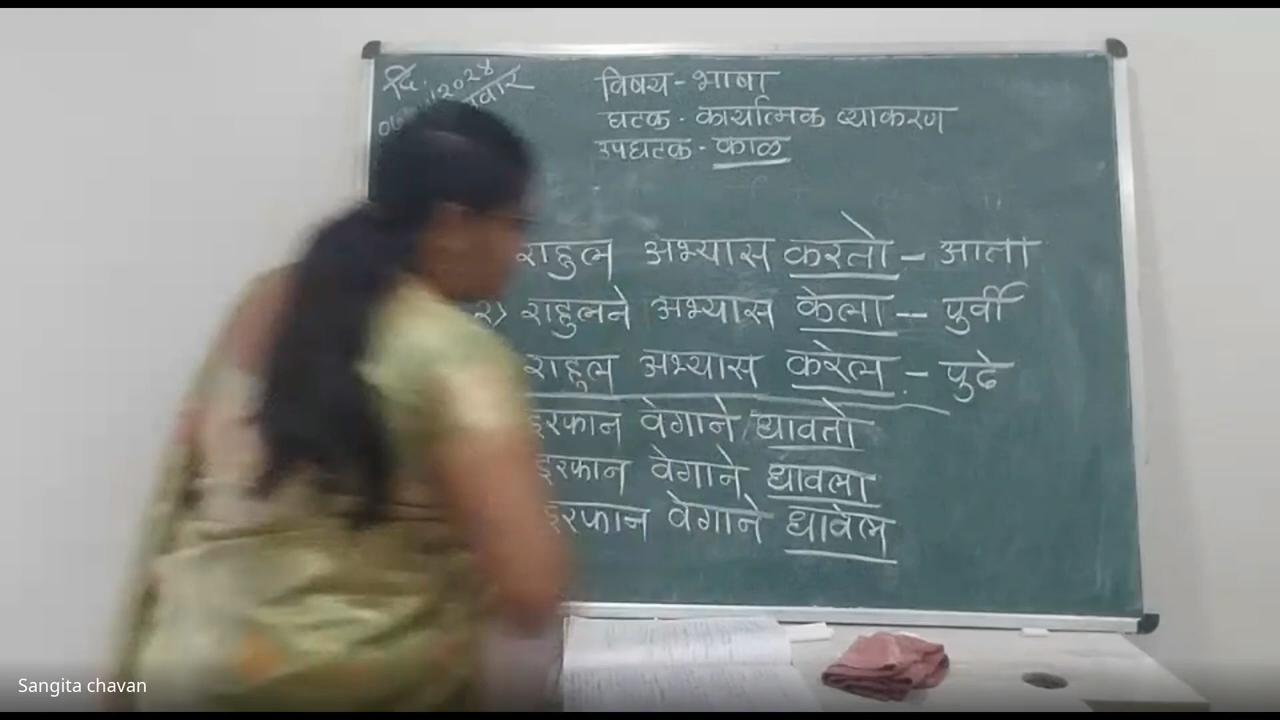 दि. २०२४
वार
विषय - भाषा
घटक - कार्यात्मक व्याकरण
उपघटक - काळ
राहुल अभ्यास करतो - आता
२) राहुलने अभ्यास केला - पुर्वी
राहुल अभ्यास करेल - पुढे
इरफान वेगाने धावतो
इरफान वेगाने धावला
इरफान वेगाने धावेल
Sangita chavan